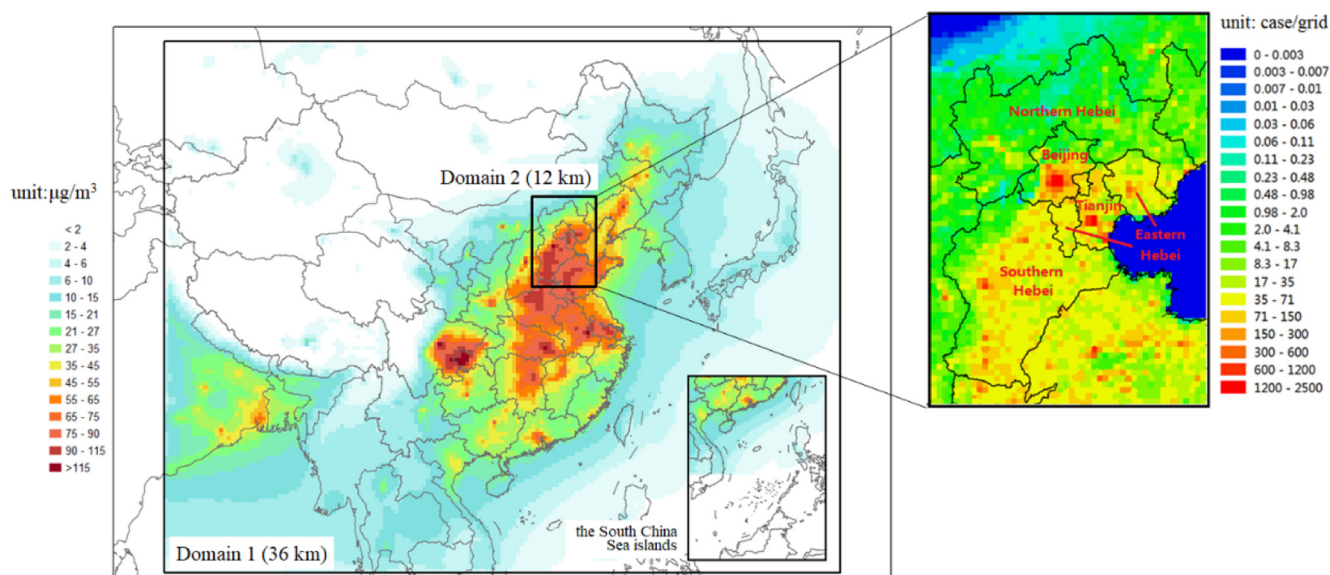 unit:µg/m³
< 2
2 - 4
4 - 6
6 - 10
10 - 15
15 - 21
21 - 27
27 - 35
35 - 45
45 - 55
55 - 65
65 - 75
75 - 90
90 - 115
>115
Domain 2 (12 km)
Domain 1 (36 km)
the South China
Sea islands
Northern Hebei
Beijing
Tianjin
Eastern
Hebei
Southern
Hebei
unit: case/grid
0 - 0.003
0.003 - 0.007
0.007 - 0.01
0.01 - 0.03
0.03 - 0.06
0.06 - 0.11
0.11 - 0.23
0.23 - 0.48
0.48 - 0.98
0.98 - 2.0
2.0 - 4.1
4.1 - 8.3
8.3 - 17
17 - 35
35 - 71
71 - 150
150 - 300
300 - 600
600 - 1200
1200 - 2500